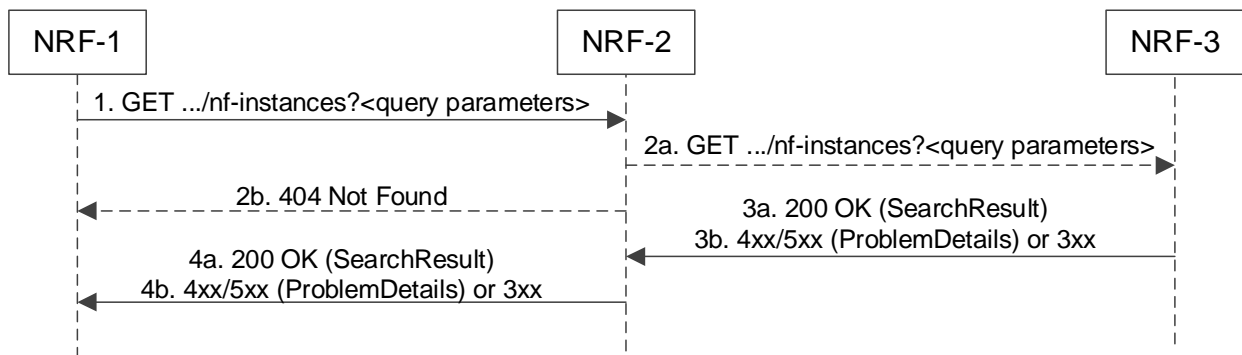 NRF-1
NRF-2
NRF-3
1. GET .../nf-instances?<query parameters>
2a. GET .../nf-instances?<query parameters>
2b. 404 Not Found
3a. 200 OK (SearchResult)
3b. 4xx/5xx (ProblemDetails) or 3xx
4a. 200 OK (SearchResult)
4b. 4xx/5xx (ProblemDetails) or 3xx